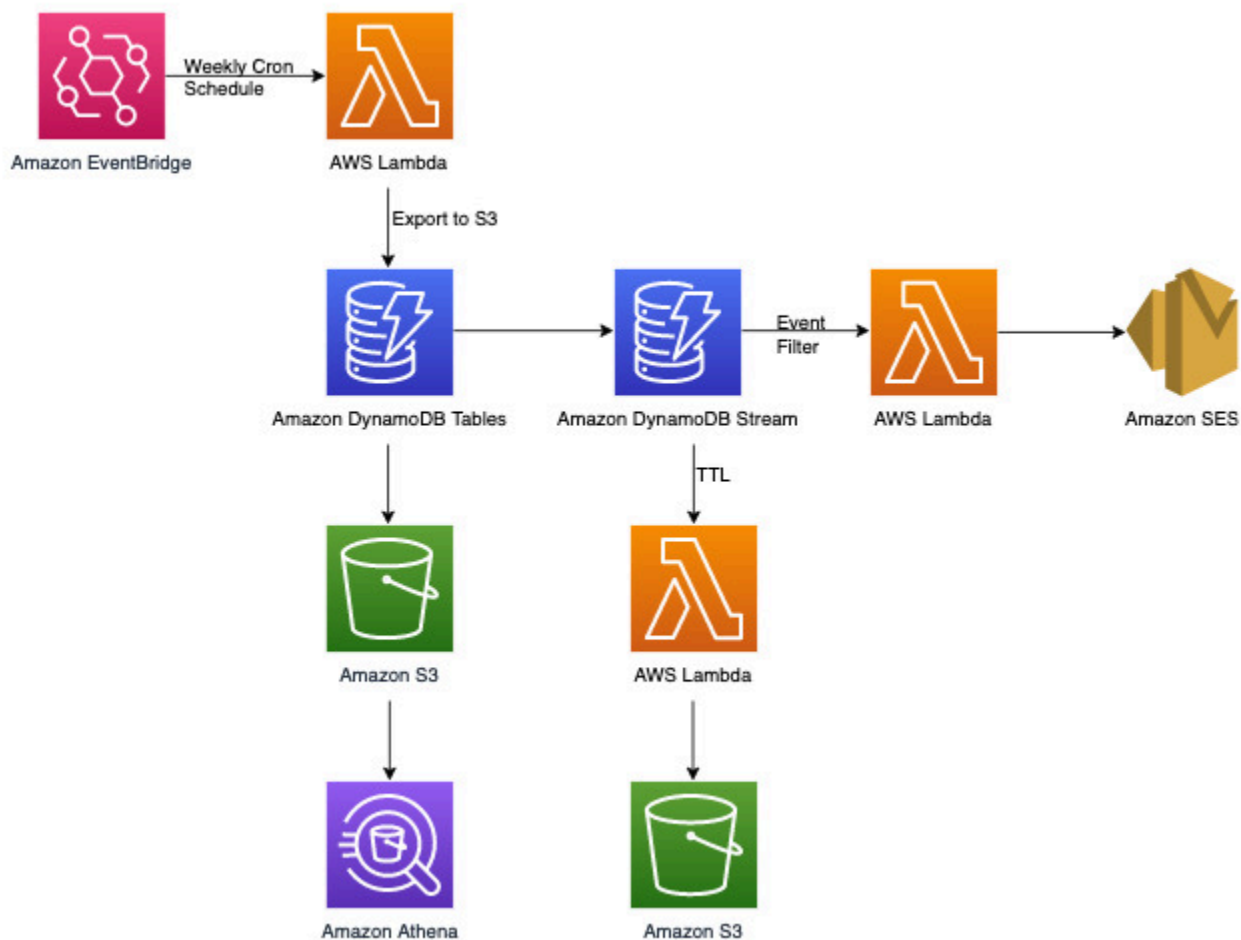 Weekly Cron
Schedule
Amazon EventBridge
AWS Lambda
Export to S3
Event
Filter
Amazon DynamoDB Tables
Amazon DynamoDB Stream
AWS Lambda
Amazon SES
TTL
Amazon S3
AWS Lambda
Amazon Athena
Amazon S3